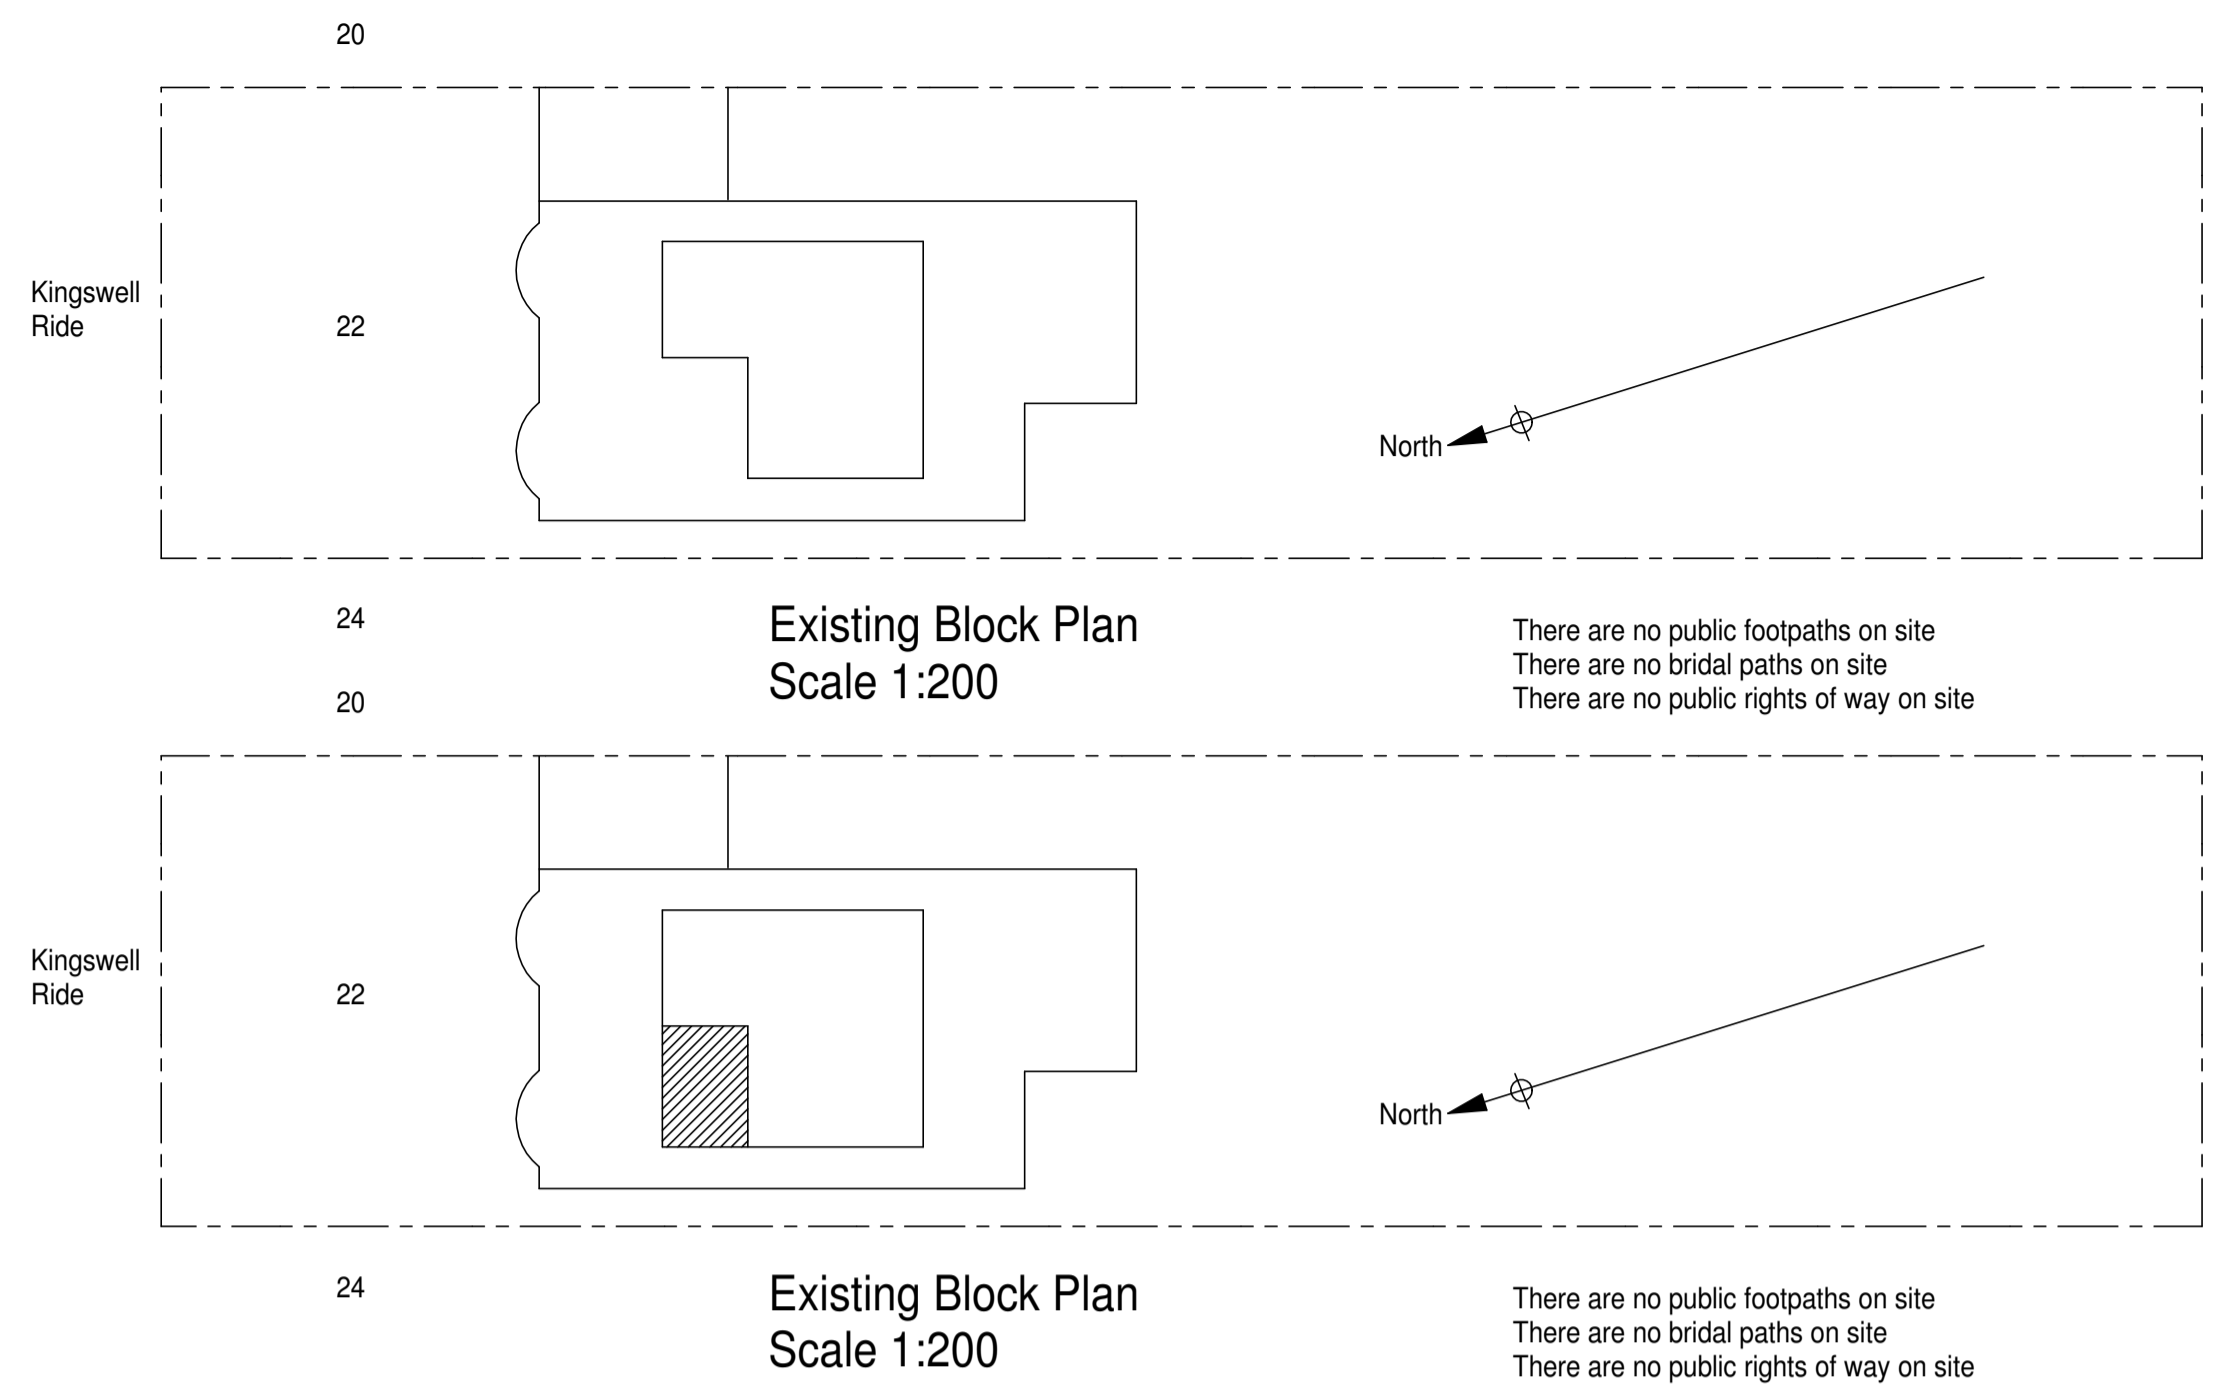 20
Kingswell
Ride
22
North
24
Existing Block Plan
Scale 1:200
There are no public footpaths on site
There are no bridal paths on site
There are no public rights of way on site
20
Kingswell
Ride
22
North
24
Existing Block Plan
Scale 1:200
There are no public footpaths on site
There are no bridal paths on site
There are no public rights of way on site